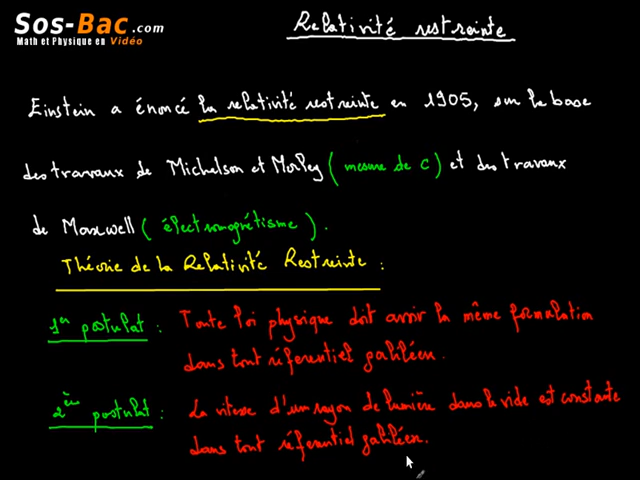 Sos-Bac.com
Math et Physique en Vidéo
Relativité restreinte
Einstein a énoncé la relativité restreinte en 1905, sur la base
des travaux de Michelson et Morley (mesure de c) et des travaux
de Maxwell (électromagnétisme).
Théorie de la Relativité Restreinte :
1er postulat : Toute loi physique doit avoir la même formulation
dans tout référentiel galiléen.
2ème postulat : La vitesse d'un rayon de lumière dans le vide est constante
dans tout référentiel galiléen.